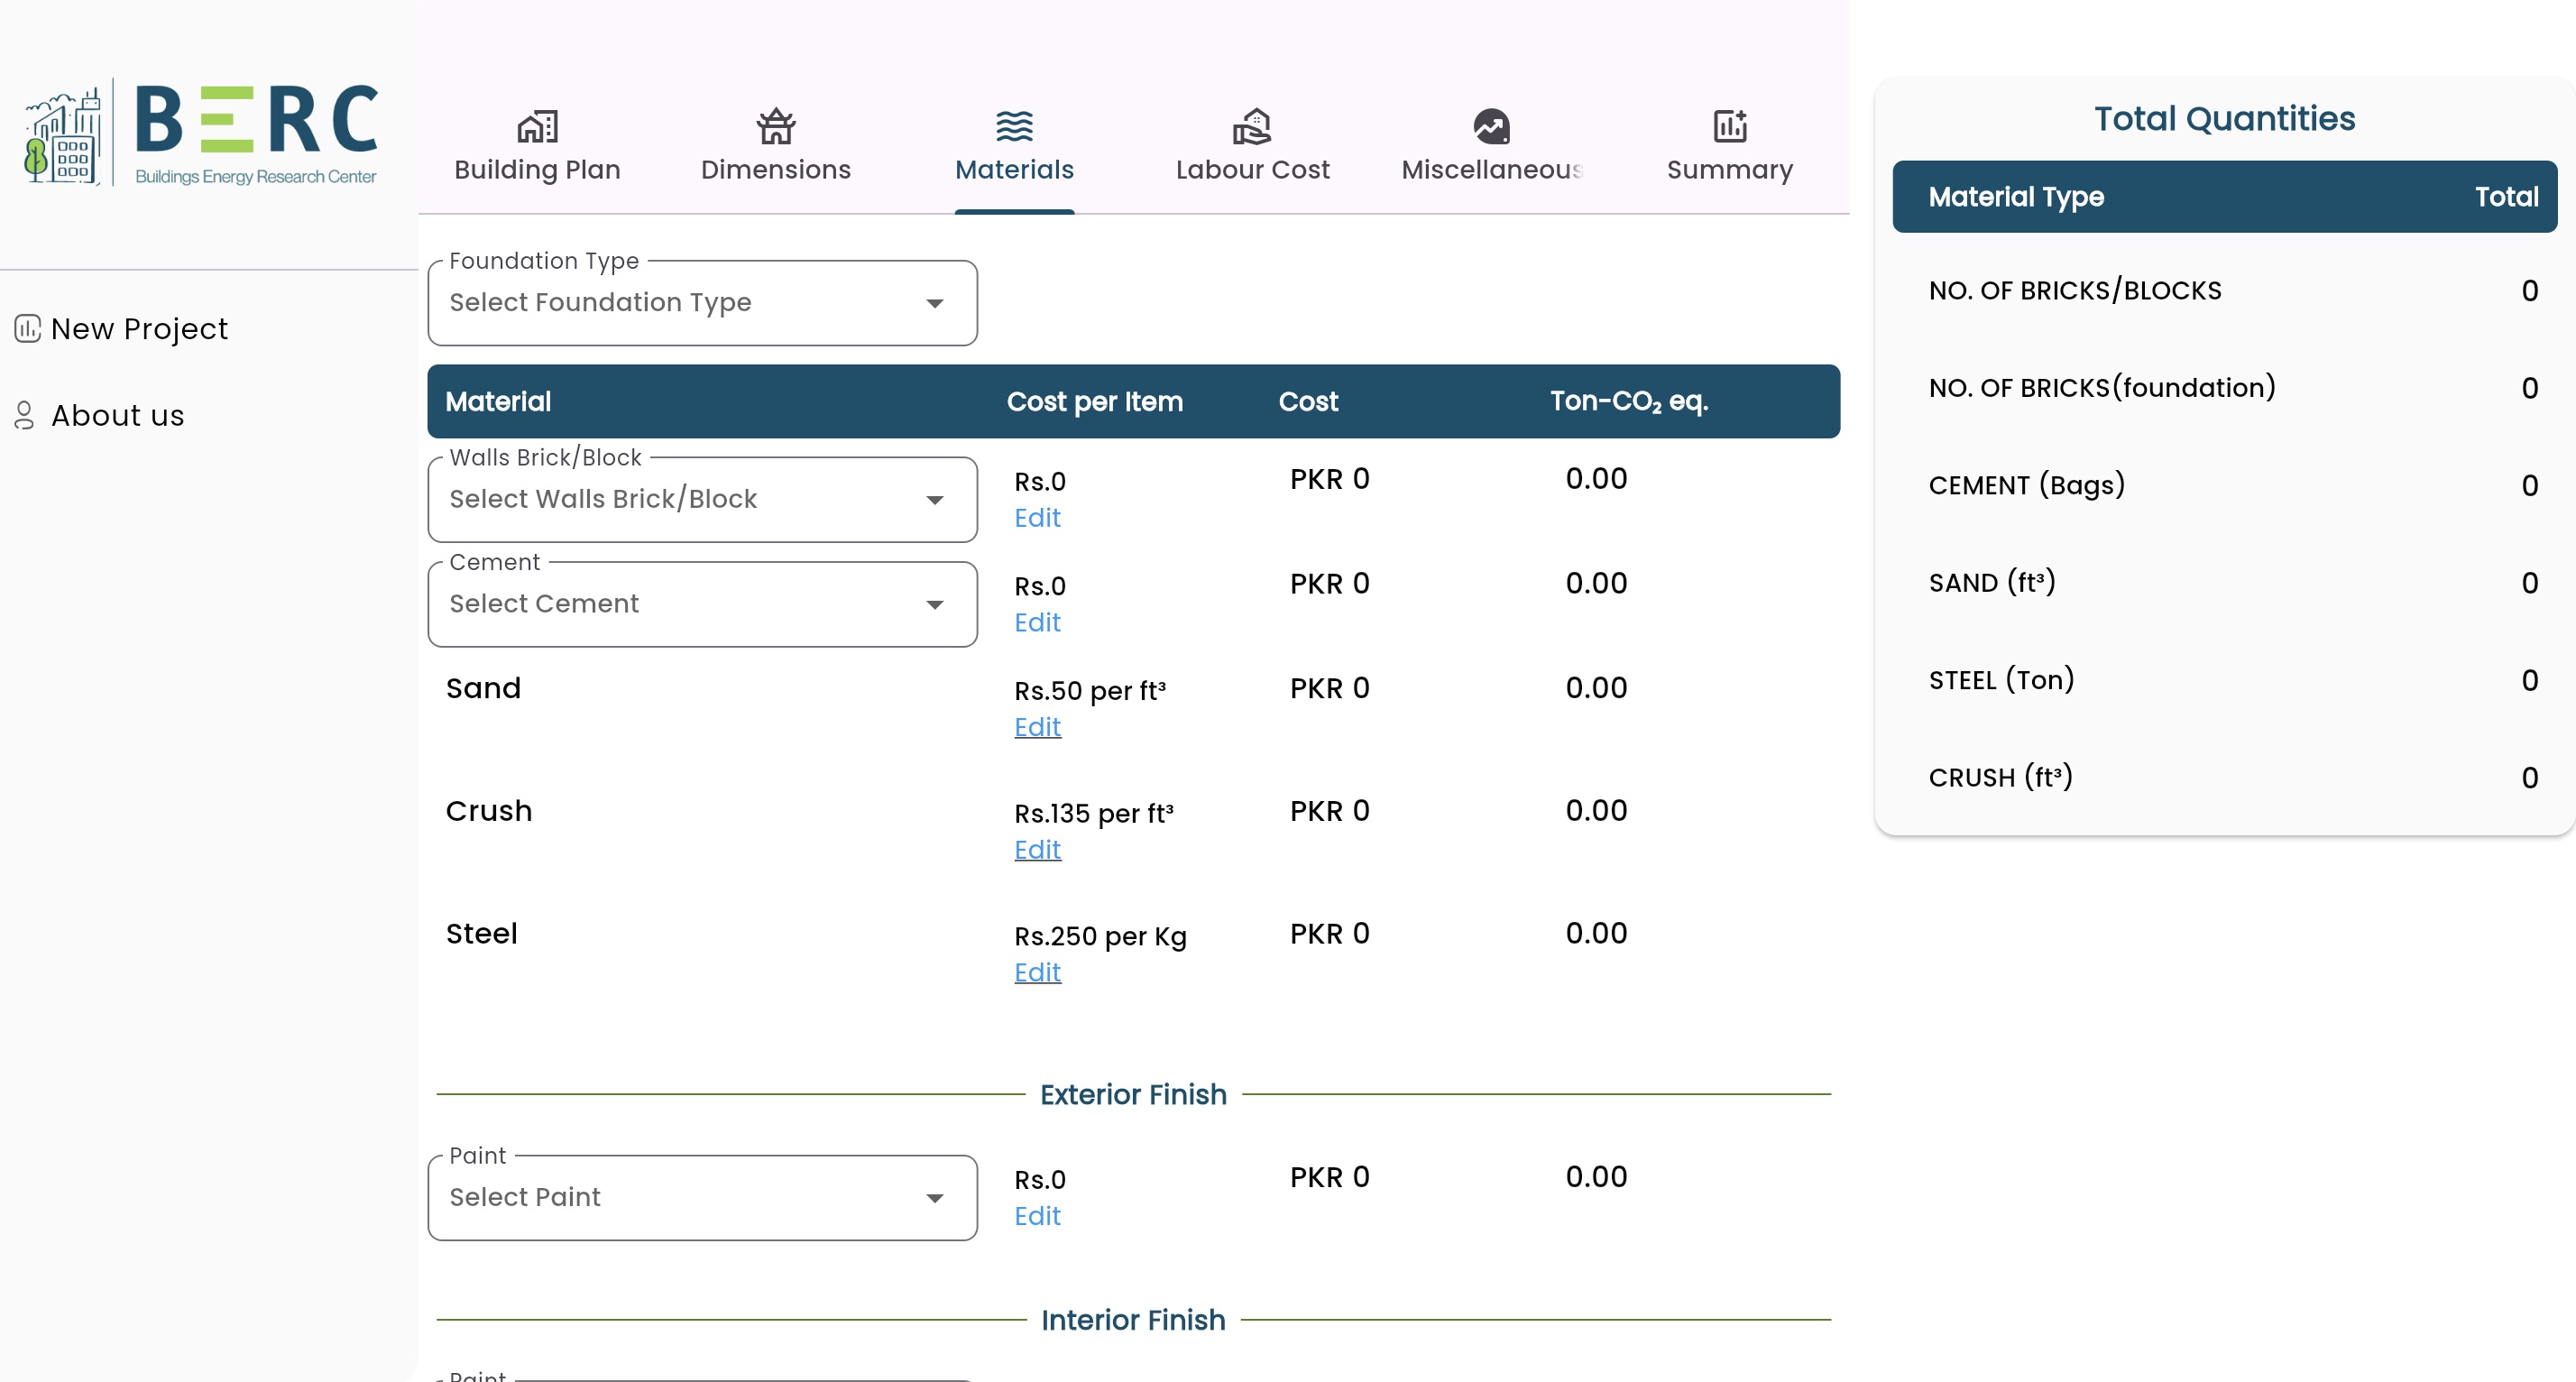 BERC
Buildings Energy Research Center
New Project
About us
Building Plan
Dimensions
Materials
Labour Cost
Miscellaneous
Summary
Foundation Type
Select Foundation Type
Material Cost per Item Cost Ton-CO₂ eq.
Walls Brick/Block
Select Walls Brick/Block
Rs.0 PKR 0 0.00
Edit
Cement
Select Cement
Rs.0 PKR 0 0.00
Edit
Sand Rs.50 per ft³ PKR 0 0.00
Edit
Crush Rs.135 per ft³ PKR 0 0.00
Edit
Steel Rs.250 per Kg PKR 0 0.00
Edit
Exterior Finish
Paint
Select Paint
Rs.0 PKR 0 0.00
Edit
Interior Finish
Paint
Total Quantities
Material Type Total
NO. OF BRICKS/BLOCKS 0
NO. OF BRICKS(foundation) 0
CEMENT (Bags) 0
SAND (ft³) 0
STEEL (Ton) 0
CRUSH (ft³) 0